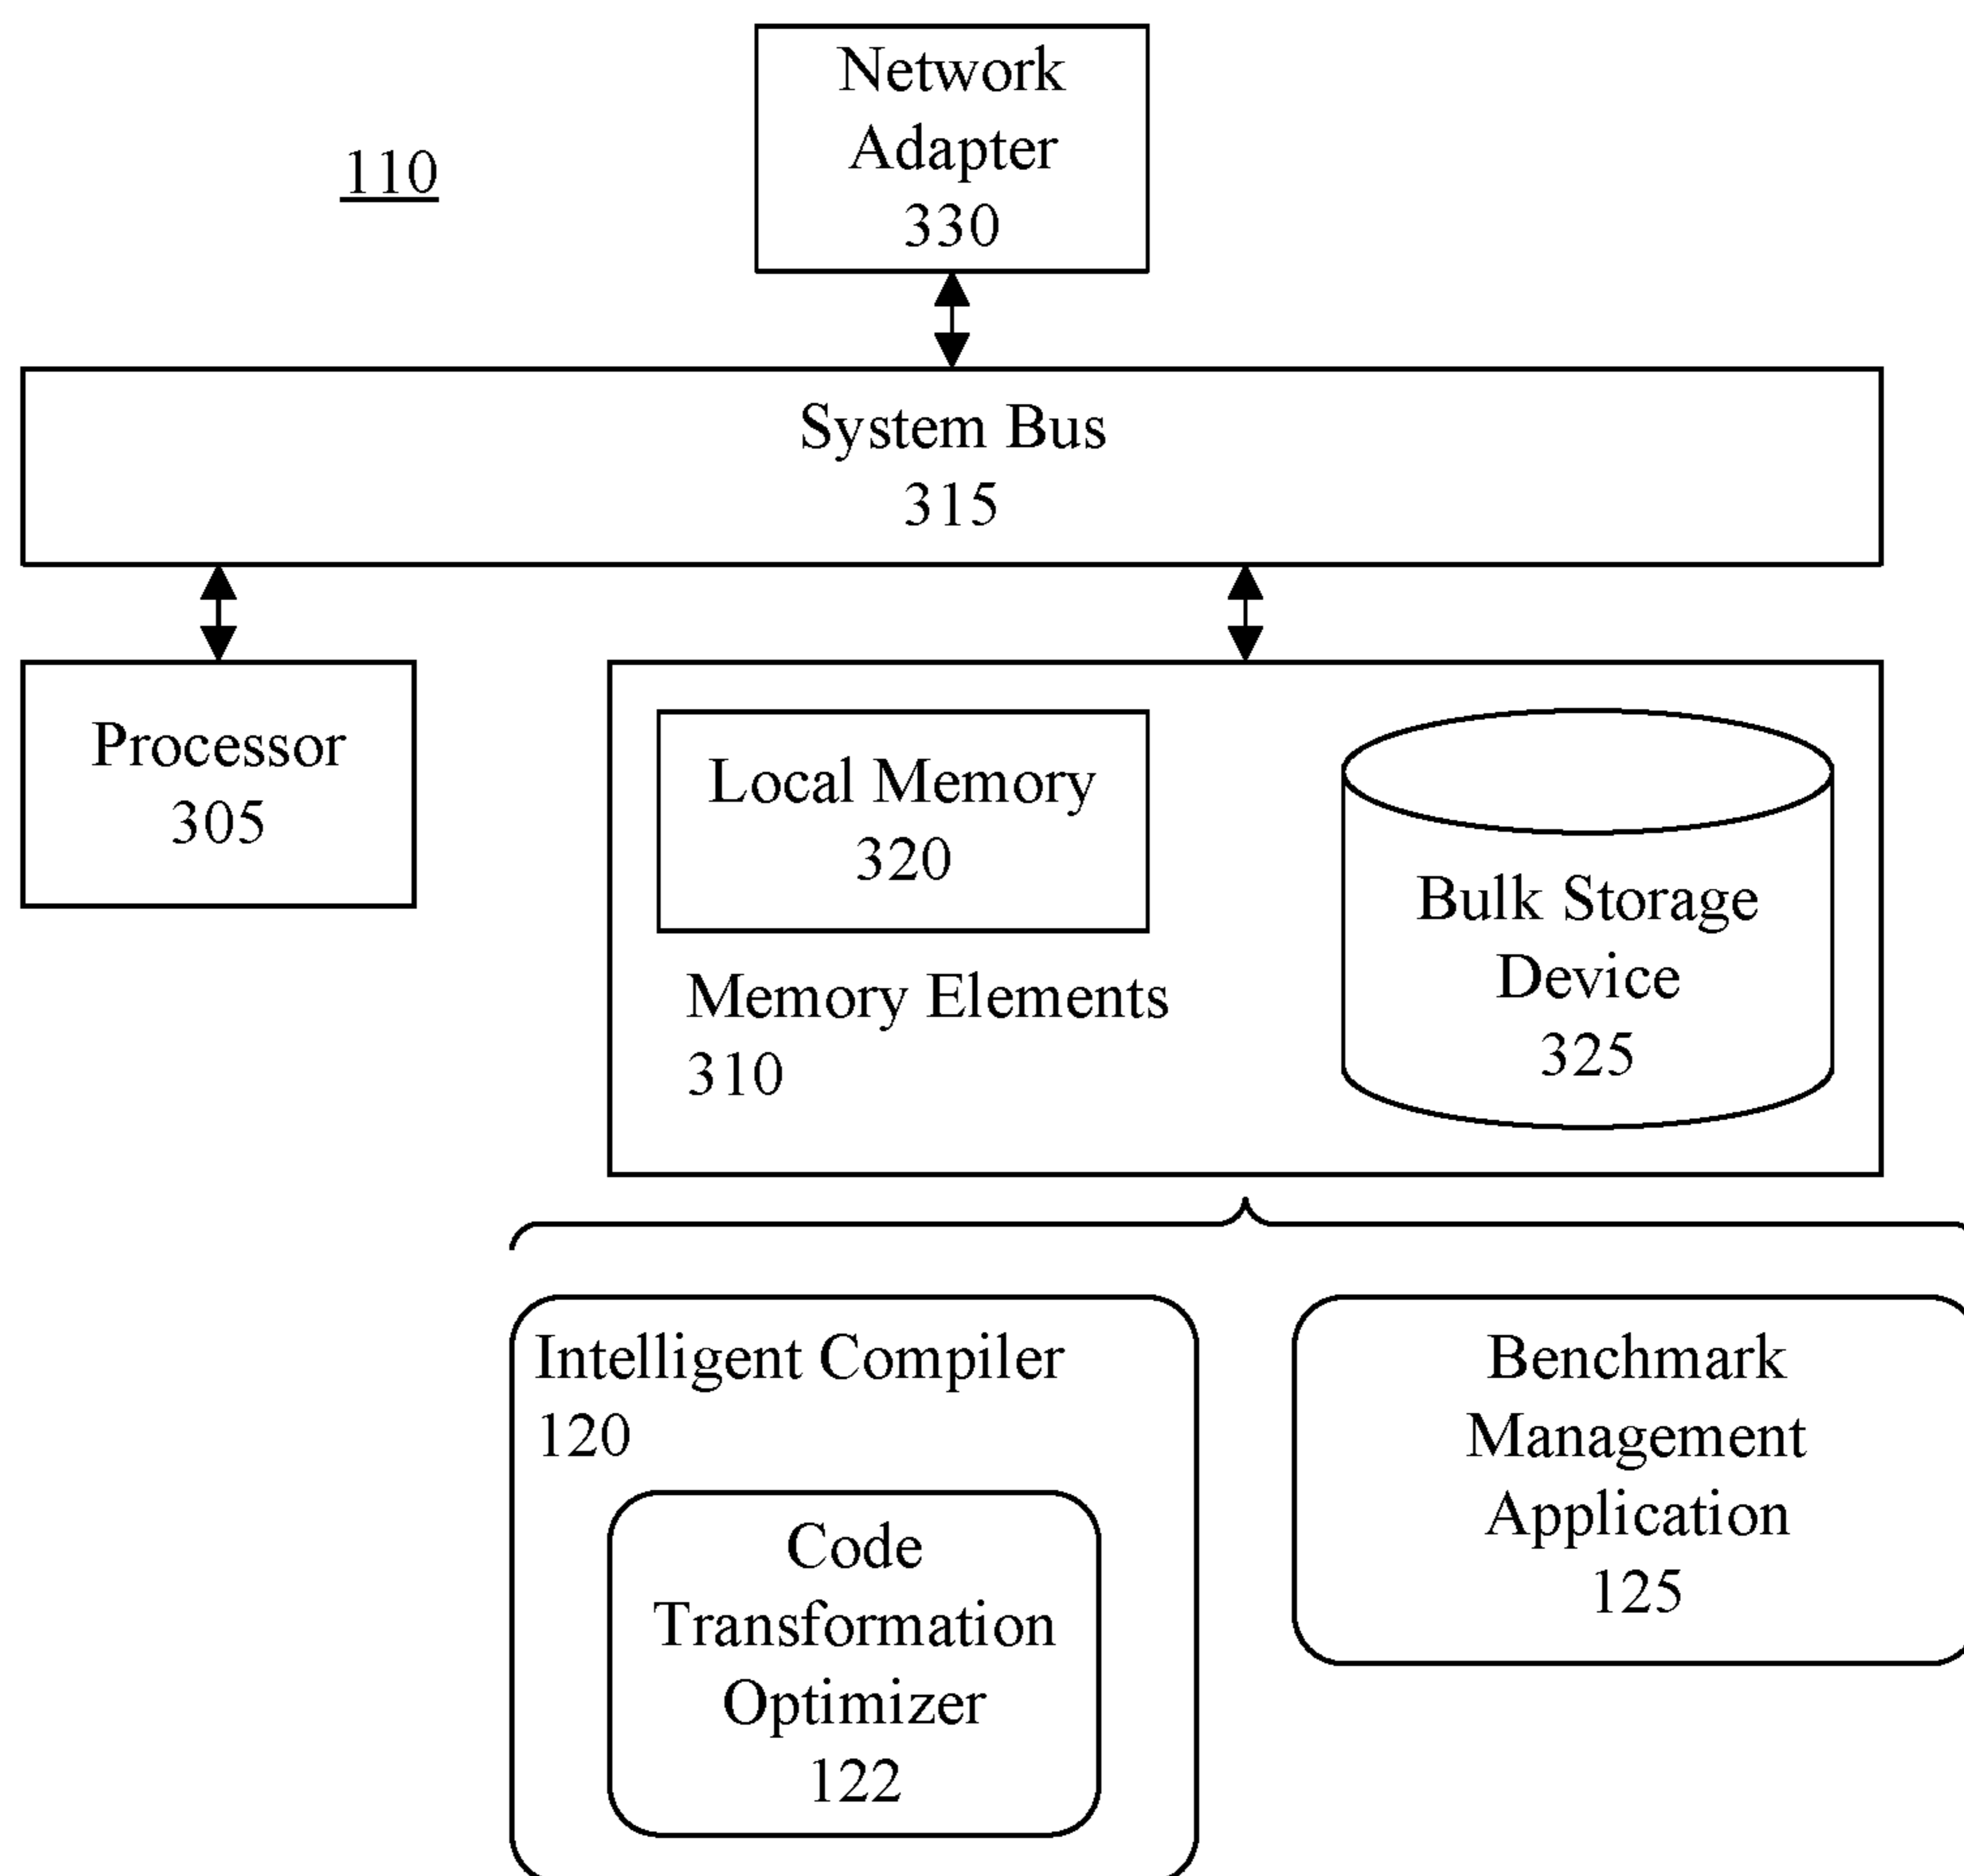 Network
Adapter
330
110
System Bus
315
Processor
305
Local Memory
320
Memory Elements
310
Bulk Storage
Device
325
Intelligent Compiler
120
Code
Transformation
Optimizer
122
Benchmark
Management
Application
125